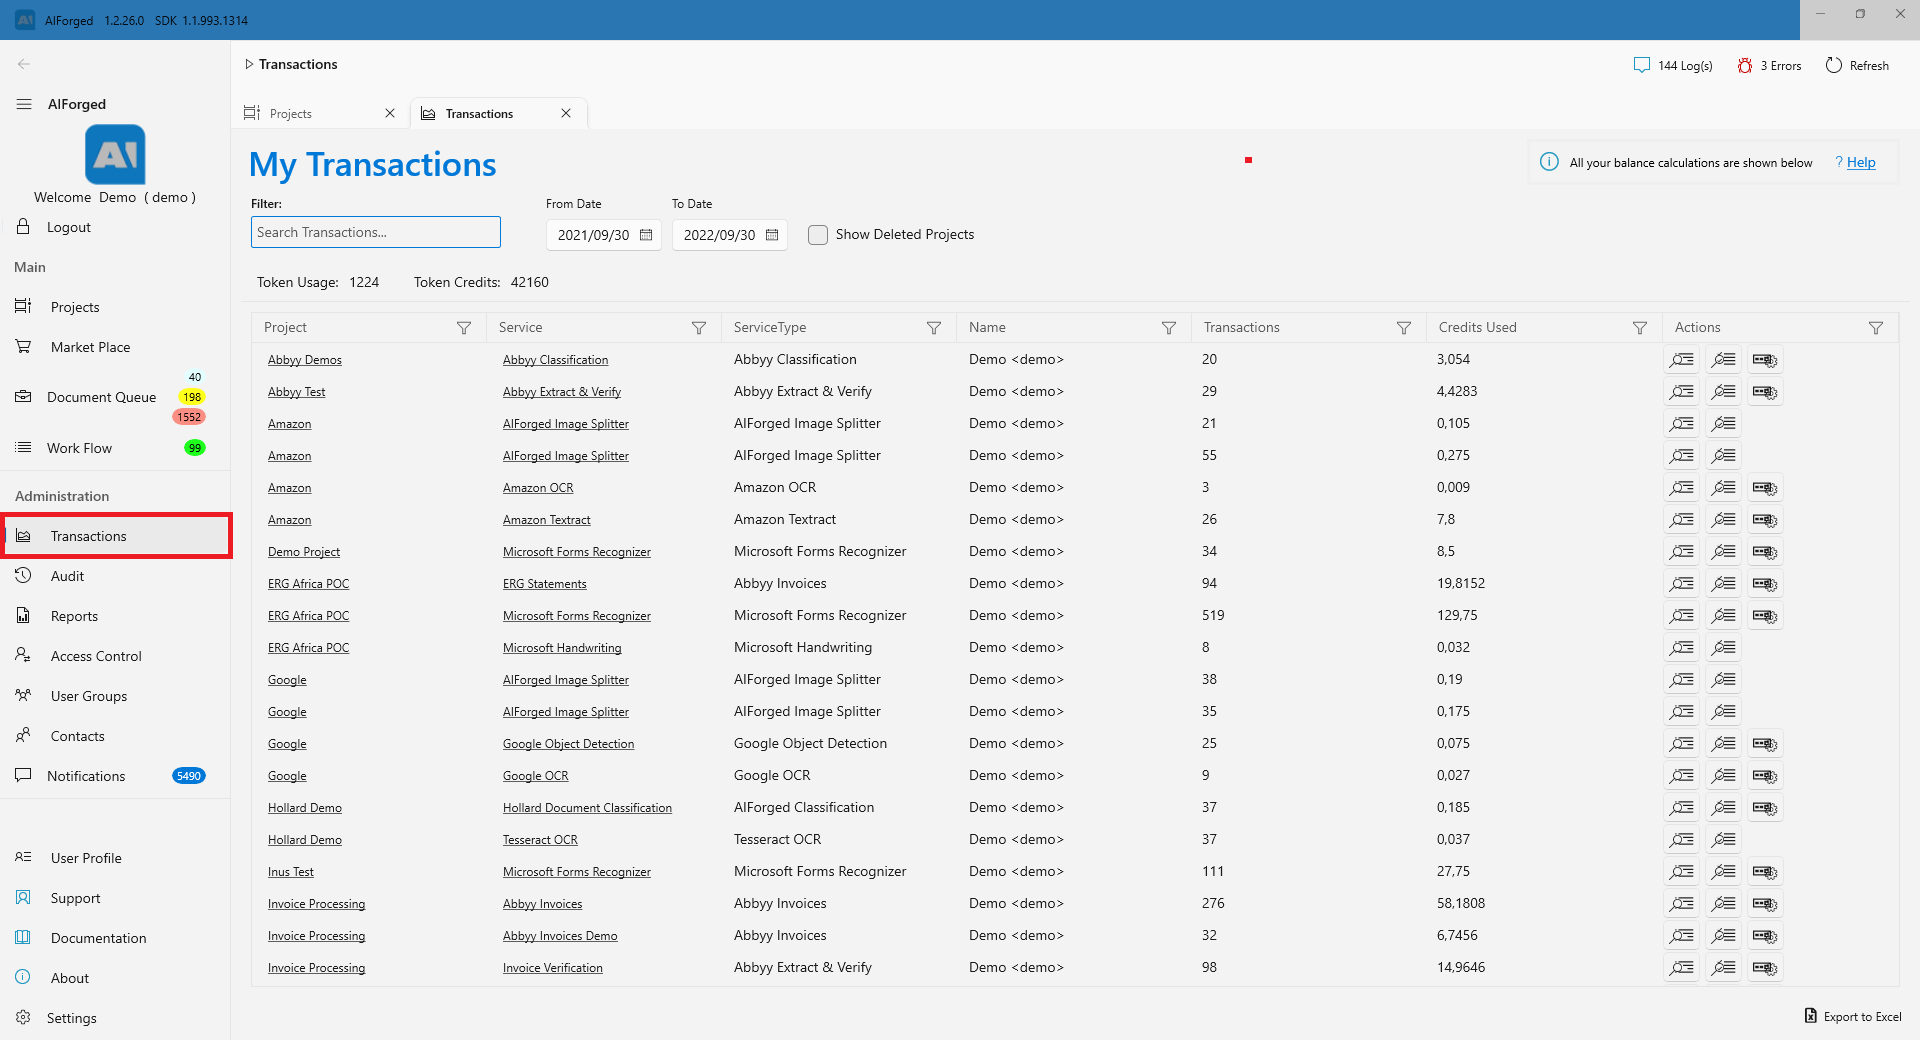 AIForged 1.2.26.0 SDK 1.1.993.1314
Transactions
144 Log(s) 3 Errors Refresh
AIForged
AI
Welcome Demo ( demo )
Logout
Main
Projects
Market Place
40
Document Queue 198
1552
Work Flow 99
Administration
Transactions
Audit
Reports
Access Control
User Groups
Contacts
Notifications 5490
User Profile
Support
Documentation
About
Settings
Projects Transactions
My Transactions
All your balance calculations are shown below ? Help
Filter: From Date To Date
Search Transactions... 2021/09/30 2022/09/30 Show Deleted Projects
Token Usage: 1224 Token Credits: 42160
Project Service ServiceType Name Transactions Credits Used Actions
Abbyy Demos Abbyy Classification Abbyy Classification Demo <demo> 20 3,054
Abbyy Test Abbyy Extract & Verify Abbyy Extract & Verify Demo <demo> 29 4,4283
Amazon AIForged Image Splitter AIForged Image Splitter Demo <demo> 21 0,105
Amazon AIForged Image Splitter AIForged Image Splitter Demo <demo> 55 0,275
Amazon Amazon OCR Amazon OCR Demo <demo> 3 0,009
Amazon Amazon Textract Amazon Textract Demo <demo> 26 7,8
Demo Project Microsoft Forms Recognizer Microsoft Forms Recognizer Demo <demo> 34 8,5
ERG Africa POC ERG Statements Abbyy Invoices Demo <demo> 94 19,8152
ERG Africa POC Microsoft Forms Recognizer Microsoft Forms Recognizer Demo <demo> 519 129,75
ERG Africa POC Microsoft Handwriting Microsoft Handwriting Demo <demo> 8 0,032
Google AIForged Image Splitter AIForged Image Splitter Demo <demo> 38 0,19
Google AIForged Image Splitter AIForged Image Splitter Demo <demo> 35 0,175
Google Google Object Detection Google Object Detection Demo <demo> 25 0,075
Google Google OCR Google OCR Demo <demo> 9 0,027
Hollard Demo Hollard Document Classification AIForged Classification Demo <demo> 37 0,185
Hollard Demo Tesseract OCR Tesseract OCR Demo <demo> 37 0,037
Inus Test Microsoft Forms Recognizer Microsoft Forms Recognizer Demo <demo> 111 27,75
Invoice Processing Abbyy Invoices Abbyy Invoices Demo <demo> 276 58,1808
Invoice Processing Abbyy Invoices Demo Abbyy Invoices Demo <demo> 32 6,7456
Invoice Processing Invoice Verification Abbyy Extract & Verify Demo <demo> 98 14,9646
Export to Excel